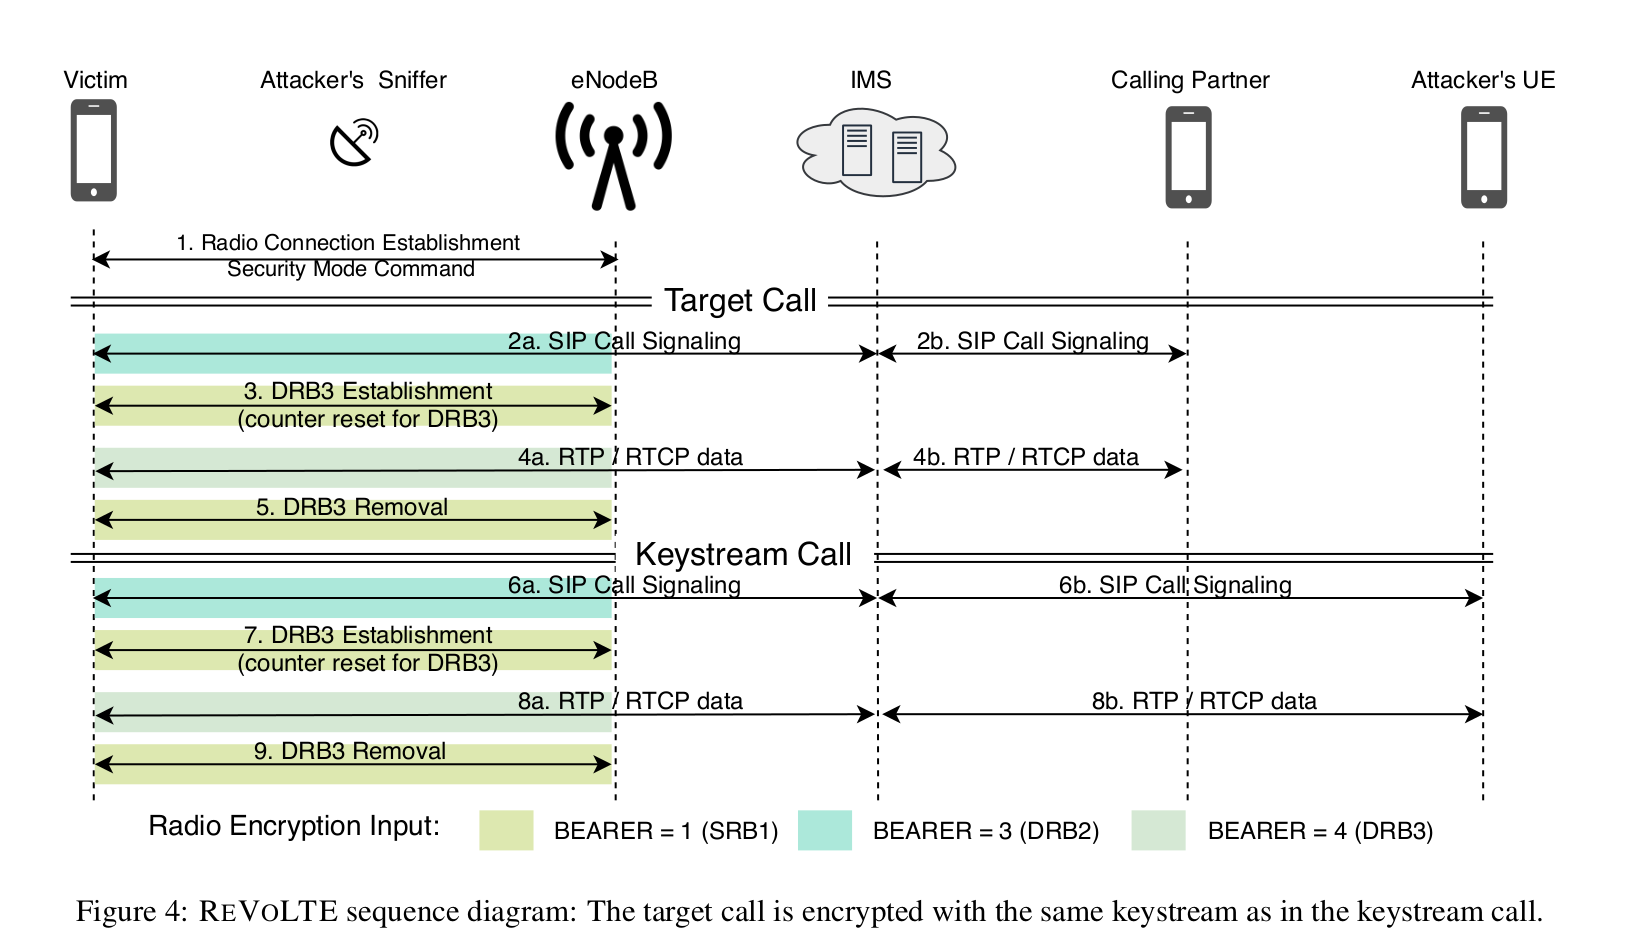 Victim
Attacker's Sniffer
eNodeB
IMS
Calling Partner
Attacker's UE
1. Radio Connection Establishment
Security Mode Command
Target Call
2a. SIP Call Signaling
2b. SIP Call Signaling
3. DRB3 Establishment
(counter reset for DRB3)
4a. RTP / RTCP data
4b. RTP / RTCP data
5. DRB3 Removal
Keystream Call
6a. SIP Call Signaling
6b. SIP Call Signaling
7. DRB3 Establishment
(counter reset for DRB3)
8a. RTP / RTCP data
8b. RTP / RTCP data
9. DRB3 Removal
Radio Encryption Input:
BEARER = 1 (SRB1)
BEARER = 3 (DRB2)
BEARER = 4 (DRB3)
Figure 4: REVOLTE sequence diagram: The target call is encrypted with the same keystream as in the keystream call.